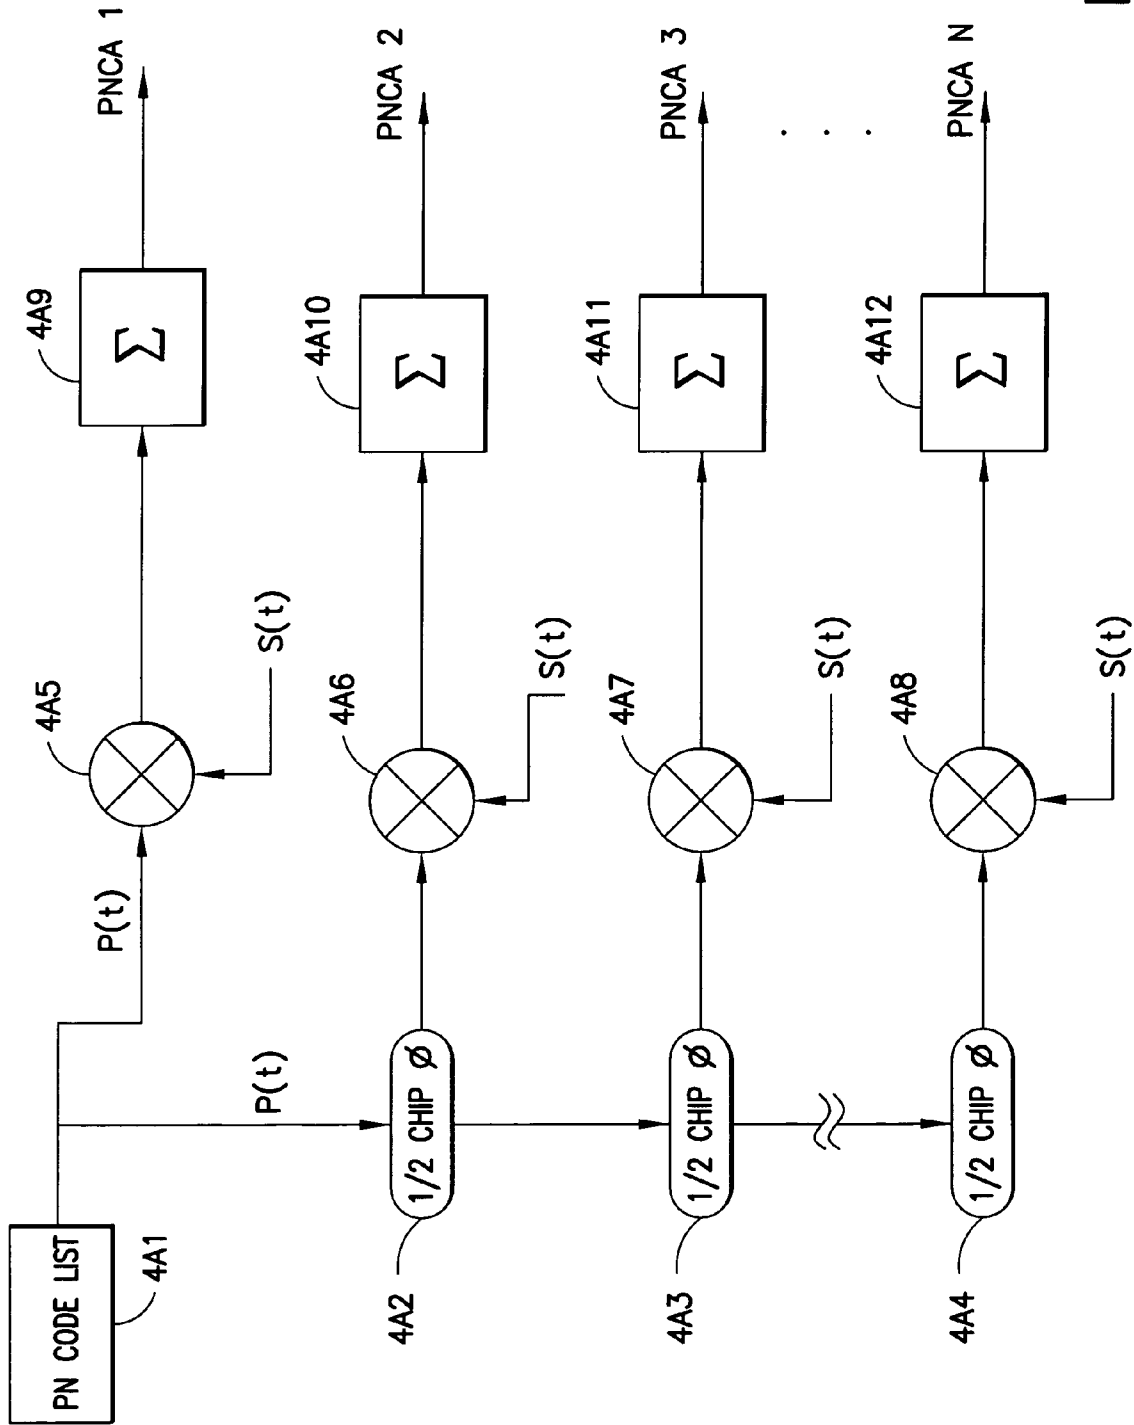 PN CODE LIST
4A1
P(t)
4A5
S(t)
4A9
Σ
PNCA 1
P(t)
4A2
1/2 CHIP Ø
4A6
S(t)
4A10
Σ
PNCA 2
4A3
1/2 CHIP Ø
4A7
S(t)
4A11
Σ
PNCA 3
. . .
4A4
1/2 CHIP Ø
4A8
S(t)
4A12
Σ
PNCA N